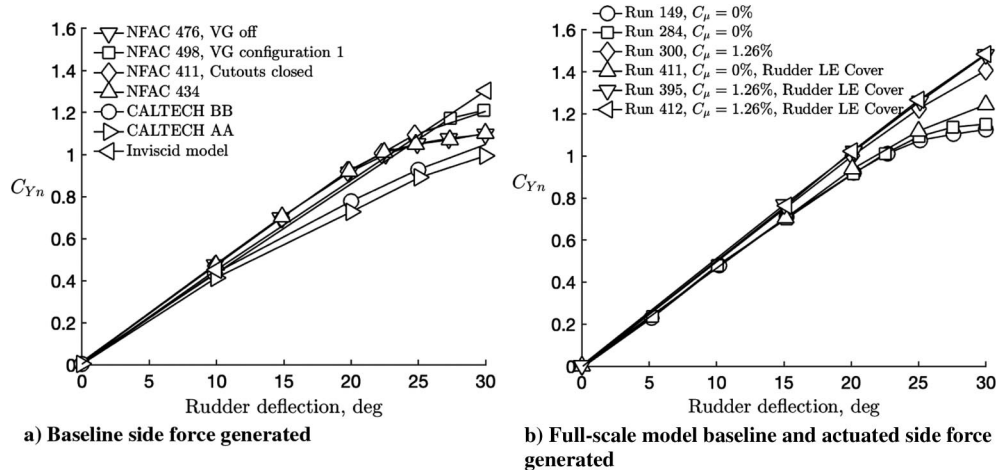 NFAC 476, VG off
NFAC 498, VG configuration 1
NFAC 411, Cutouts closed
NFAC 434
CALTECH BB
CALTECH AA
Inviscid model
1.6
1.4
1.2
1
0.8
0.6
0.4
0.2
0
C_{Yn}
0 5 10 15 20 25 30
Rudder deflection, deg
a) Baseline side force generated
Run 149, C_μ = 0%
Run 284, C_μ = 0%
Run 300, C_μ = 1.26%
Run 411, C_μ = 0%, Rudder LE Cover
Run 395, C_μ = 1.26%, Rudder LE Cover
Run 412, C_μ = 1.26%, Rudder LE Cover
1.6
1.4
1.2
1
0.8
0.6
0.4
0.2
0
C_{Yn}
0 5 10 15 20 25 30
Rudder deflection, deg
b) Full-scale model baseline and actuated side force
generated